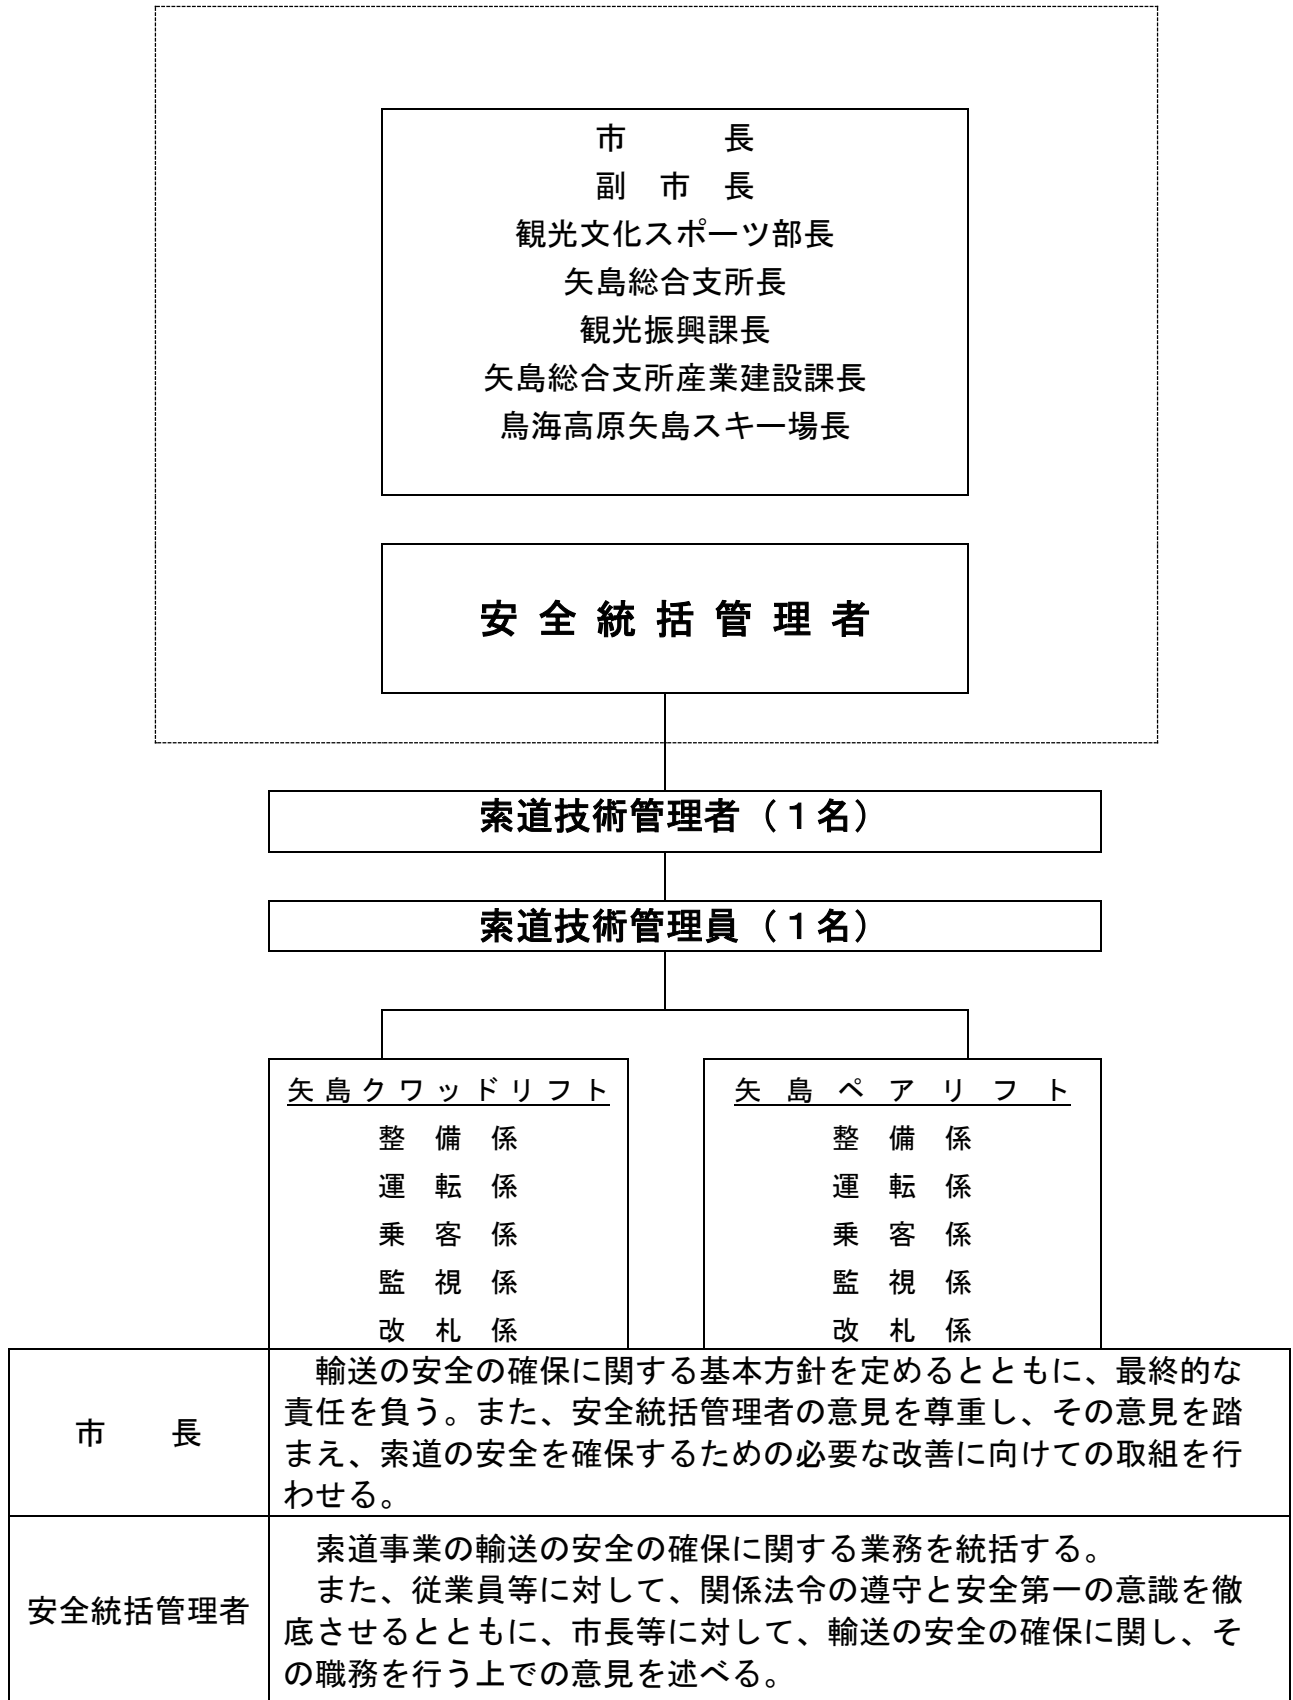 市　　　長
副　市　長
観光文化スポーツ部長
矢島総合支所長
観光振興課長
矢島総合支所産業建設課長
鳥海高原矢島スキー場長
安全統括管理者
索道技術管理者（１名）
索道技術管理員（１名）
矢島クワッドリフト
整　備　係
運　転　係
乗　客　係
監　視　係
改　札　係
矢島ペアリフト
整　備　係
運　転　係
乗　客　係
監　視　係
改　札　係
市　　長
　輸送の安全の確保に関する基本方針を定めるとともに、最終的な
責任を負う。また、安全統括管理者の意見を尊重し、その意見を踏
まえ、索道の安全を確保するための必要な改善に向けての取組を行
わせる。
安全統括管理者
　索道事業の輸送の安全の確保に関する業務を統括する。
　また、従業員等に対して、関係法令の遵守と安全第一の意識を徹
底させるとともに、市長等に対して、輸送の安全の確保に関し、そ
の職務を行う上での意見を述べる。